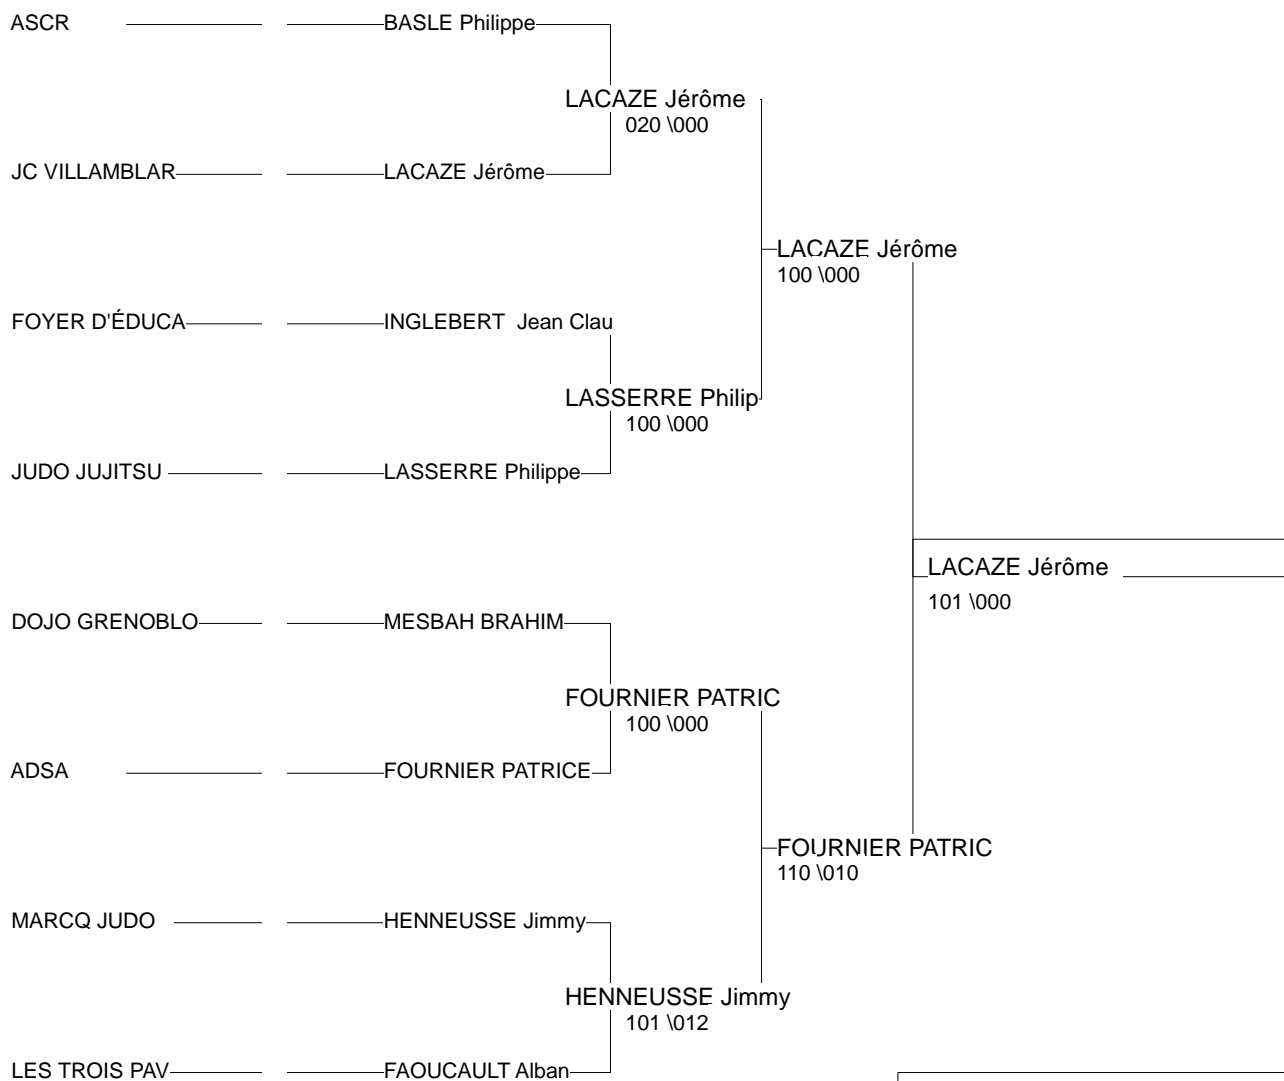 ASCR BASLE Philippe
LACAZE Jérôme
020 \000
JC VILLAMBLAR LACAZE Jérôme
LACAZE Jérôme
100 \000
FOYER D'ÉDUCA INGLEBERT Jean Clau
LASSERRE Philip
100 \000
JUDO JUJITSU LASSERRE Philippe
LACAZE Jérôme
101 \000
DOJO GRENOBLO MESBAH BRAHIM
FOURNIER PATRIC
100 \000
ADSA FOURNIER PATRICE
FOURNIER PATRIC
110 \010
MARCQ JUDO HENNEUSSE Jimmy
HENNEUSSE Jimmy
101 \012
LES TROIS PAV FAOUCAULT Alban